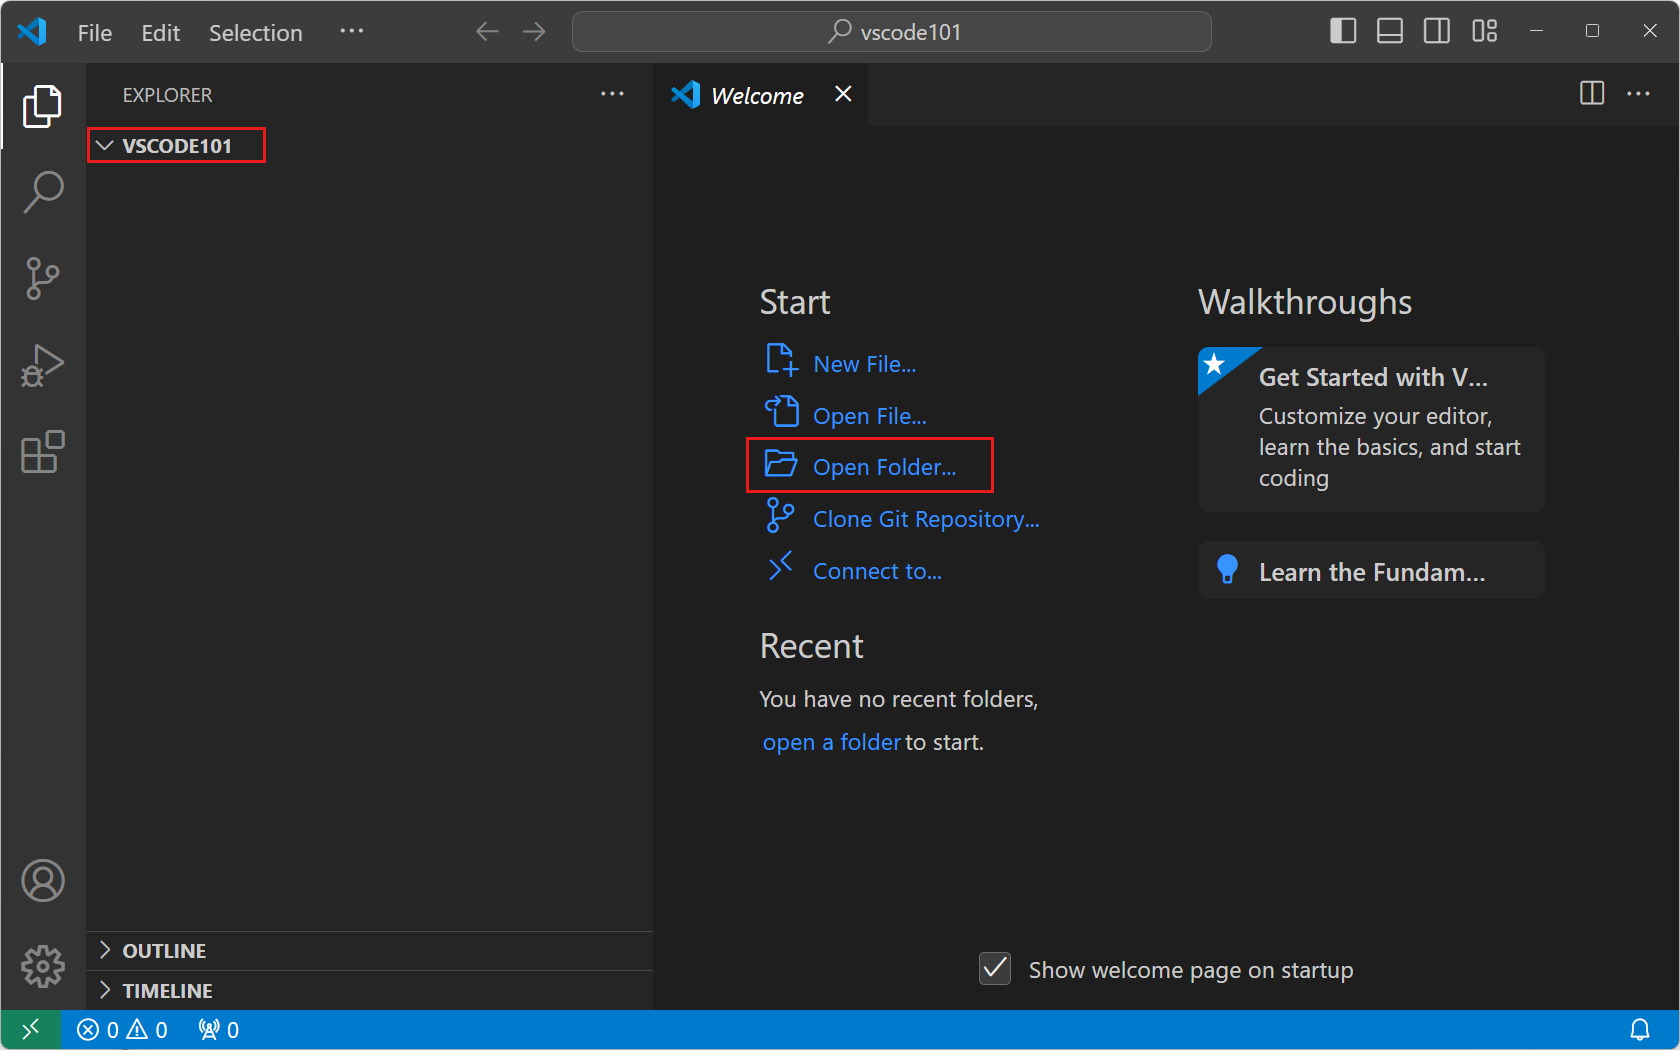 File Edit Selection ···
vscode101
EXPLORER
VSCODE101
OUTLINE
TIMELINE
Welcome
Start
New File...
Open File...
Open Folder...
Clone Git Repository...
Connect to...
Recent
You have no recent folders,
open a folder to start.
Walkthroughs
Get Started with V...
Customize your editor,
learn the basics, and start
coding
Learn the Fundam...
Show welcome page on startup
0 0 0